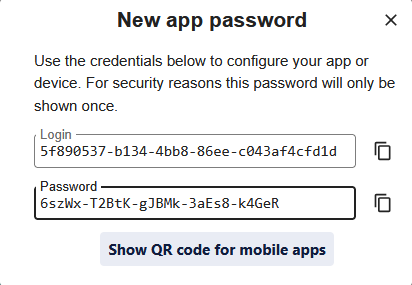 New app password
Use the credentials below to configure your app or
device. For security reasons this password will only be
shown once.
Login
5f890537-b134-4bb8-86ee-c043af4cfd1d
Password
6szWx-T2BtK-gJBMk-3aEs8-k4GeR
Show QR code for mobile apps